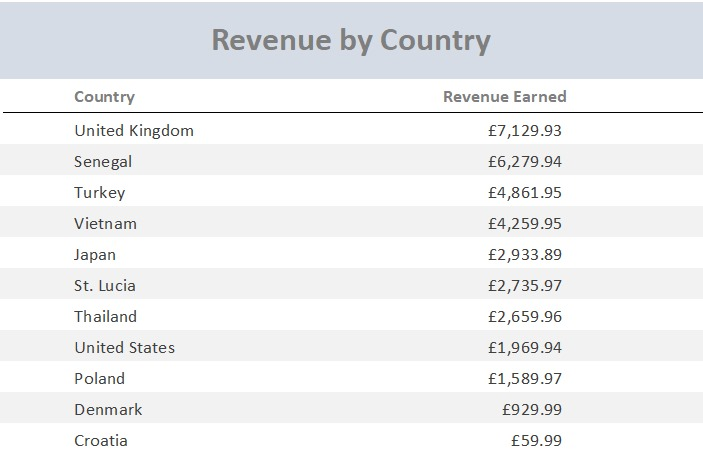 Revenue by Country
Country Revenue Earned
United Kingdom £7,129.93
Senegal £6,279.94
Turkey £4,861.95
Vietnam £4,259.95
Japan £2,933.89
St. Lucia £2,735.97
Thailand £2,659.96
United States £1,969.94
Poland £1,589.97
Denmark £929.99
Croatia £59.99